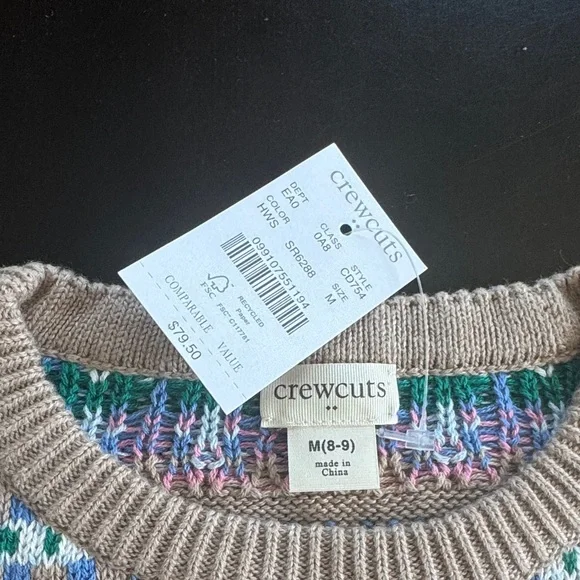 crewcuts
DEPT CLASS STYLE
EA0 0A8 CD754
COLOR SIZE
HWS SR6288 M
099107551194
FSC
RECYCLED
Paper
FSC® C117781
COMPARABLE VALUE
$79.50
crewcuts
M(8-9)
made in
China